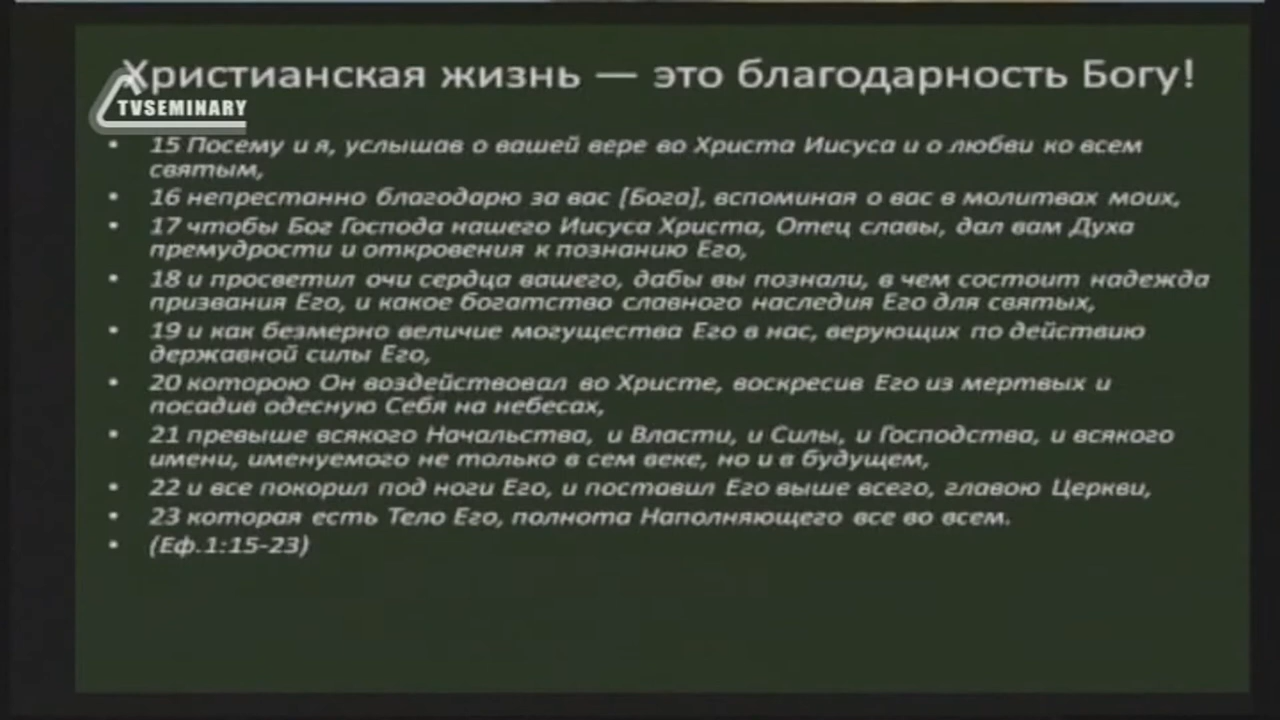 Христианская жизнь — это благодарность Богу!
TVSEMINARY
• 15 Посему и я, услышав о вашей вере во Христа Иисуса и о любви ко всем
святым,
• 16 непрестанно благодарю за вас [Бога], вспоминая о вас в молитвах моих,
• 17 чтобы Бог Господа нашего Иисуса Христа, Отец славы, дал вам Духа
премудрости и откровения к познанию Его,
• 18 и просветил очи сердца вашего, дабы вы познали, в чем состоит надежда
призвания Его, и какое богатство славного наследия Его для святых,
• 19 и как безмерно величие могущества Его в нас, верующих по действию
державной силы Его,
• 20 которою Он воздействовал во Христе, воскресив Его из мертвых и
посадив одесную Себя на небесах,
• 21 превыше всякого Начальства, и Власти, и Силы, и Господства, и всякого
имени, именуемого не только в сем веке, но и в будущем,
• 22 и все покорил под ноги Его, и поставил Его выше всего, главою Церкви,
• 23 которая есть Тело Его, полнота Наполняющего все во всем.
• (Еф.1:15-23)